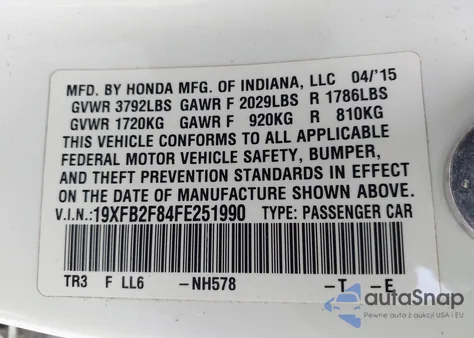 MFD. BY HONDA MFG. OF INDIANA, LLC 04/'15
GVWR 3792LBS GAWR F 2029LBS R 1786LBS
GVWR 1720KG GAWR F 920KG R 810KG
THIS VEHICLE CONFORMS TO ALL APPLICABLE
FEDERAL MOTOR VEHICLE SAFETY, BUMPER,
AND THEFT PREVENTION STANDARDS IN EFFECT
ON THE DATE OF MANUFACTURE SHOWN ABOVE.
V.I.N.: 19XFB2F84FE251990 TYPE: PASSENGER CAR
TR3 F LL6 –NH578 –T –E
autoSnap
Pewne auto z aukcji USA i EU